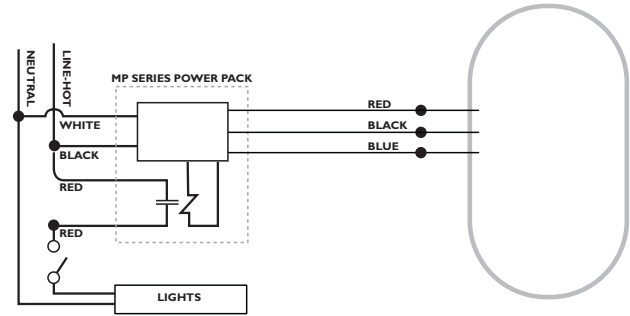 NEUTRAL
LINE-HOT
MP SERIES POWER PACK
RED
WHITE
BLACK
BLACK
BLUE
RED
RED
LIGHTS